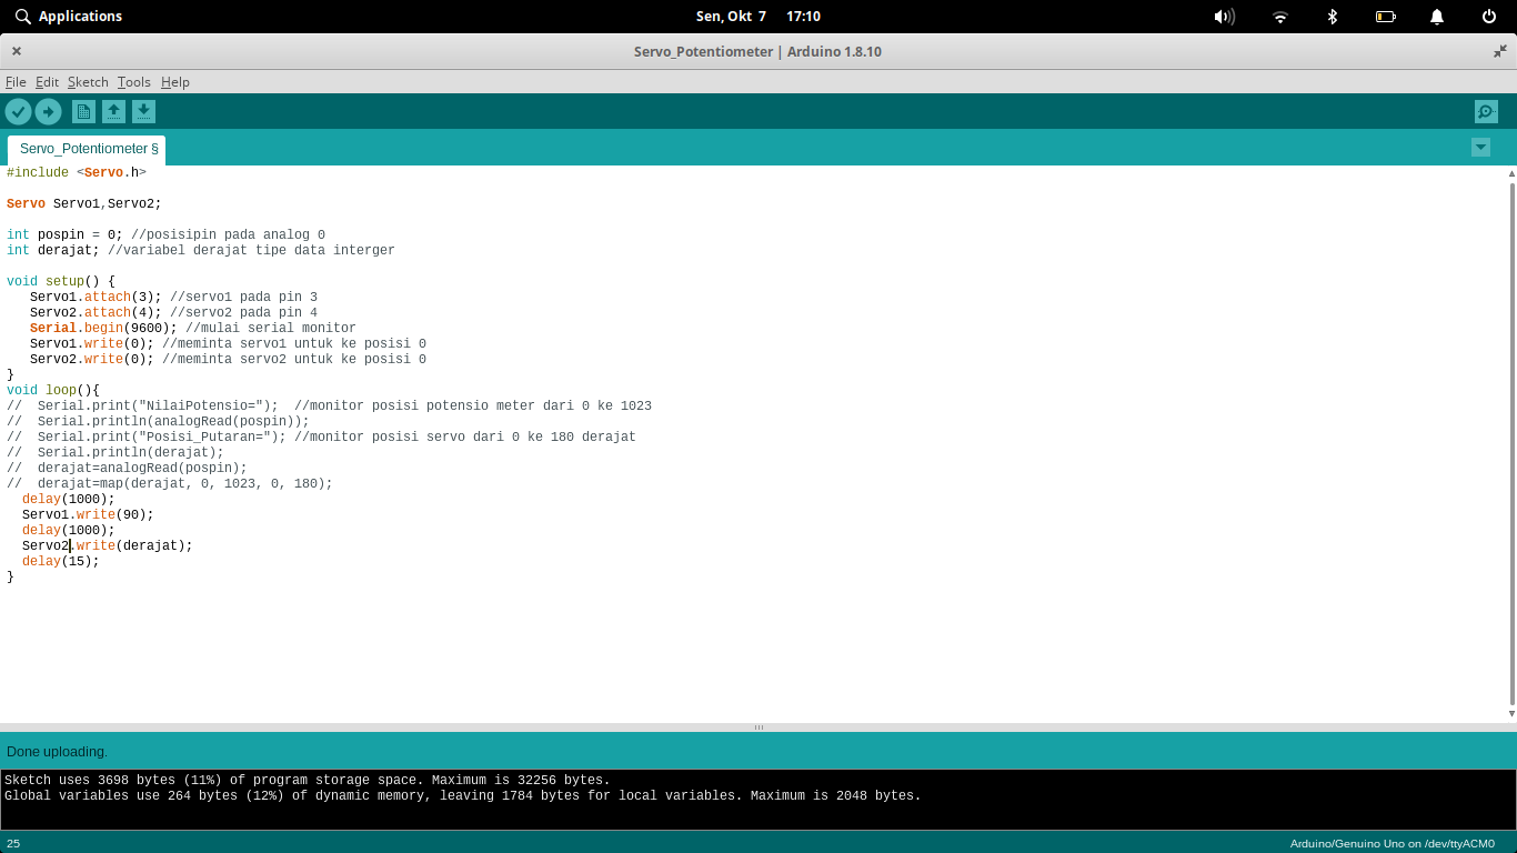 Applications
Sen, Okt 7 17:10
Servo_Potentiometer | Arduino 1.8.10
File Edit Sketch Tools Help
Servo_Potentiometer §
#include <Servo.h>
Servo Servo1,Servo2;
int pospin = 0; //posisipin pada analog 0
int derajat; //variabel derajat tipe data interger
void setup() {
   Servo1.attach(3); //servo1 pada pin 3
   Servo2.attach(4); //servo2 pada pin 4
   Serial.begin(9600); //mulai serial monitor
   Servo1.write(0); //meminta servo1 untuk ke posisi 0
   Servo2.write(0); //meminta servo2 untuk ke posisi 0
}
void loop(){
//  Serial.print("NilaiPotensio=");  //monitor posisi potensio meter dari 0 ke 1023
//  Serial.println(analogRead(pospin));
//  Serial.print("Posisi_Putaran="); //monitor posisi servo dari 0 ke 180 derajat
//  Serial.println(derajat);
//  derajat=analogRead(pospin);
//  derajat=map(derajat, 0, 1023, 0, 180);
  delay(1000);
  Servo1.write(90);
  delay(1000);
  Servo2.write(derajat);
  delay(15);
}
Done uploading.
Sketch uses 3698 bytes (11%) of program storage space. Maximum is 32256 bytes.
Global variables use 264 bytes (12%) of dynamic memory, leaving 1784 bytes for local variables. Maximum is 2048 bytes.
25
Arduino/Genuino Uno on /dev/ttyACM0